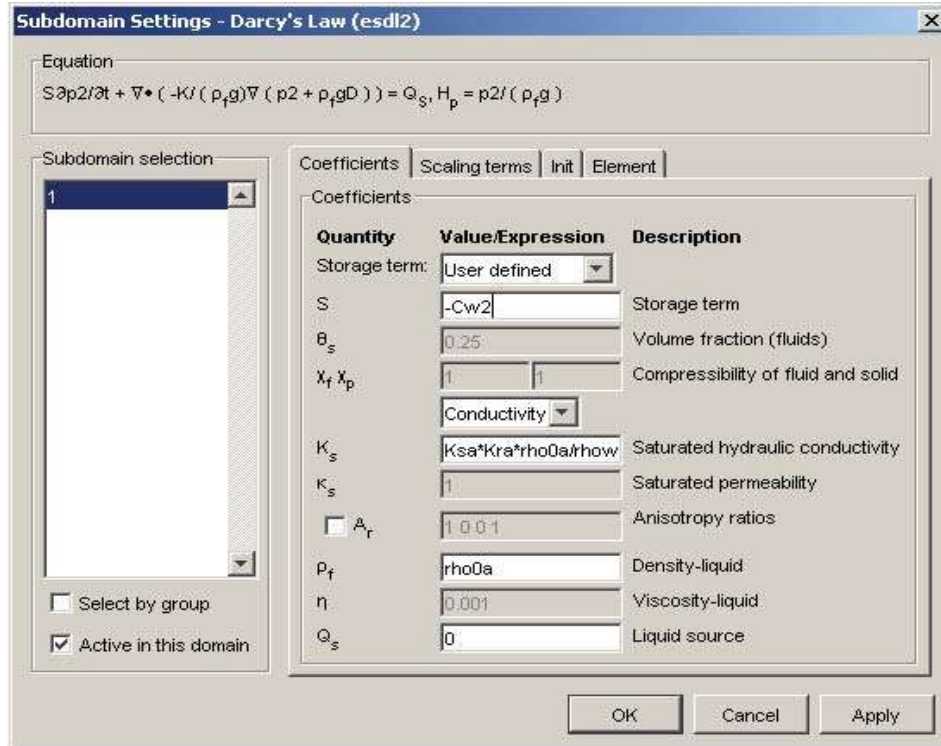 Subdomain Settings - Darcy's Law (esdl2)
Equation
S∂p2/∂t + ∇•( -K/( ρfg)∇( p2 + ρfgD ) ) = QS, Hp = p2/( ρfg )
Subdomain selection
1
Select by group
Active in this domain
Coefficients Scaling terms Init Element
Coefficients
Quantity Value/Expression Description
Storage term: User defined
S -Cw2 Storage term
θs 0.25 Volume fraction (fluids)
χf χp 1 1 Compressibility of fluid and solid
Conductivity
Ks Ksa*Kra*rho0a/rhow Saturated hydraulic conductivity
κs 1 Saturated permeability
Ar 1 0 0 1 Anisotropy ratios
ρf rho0a Density-liquid
η 0.001 Viscosity-liquid
Qs 0 Liquid source
OK Cancel Apply